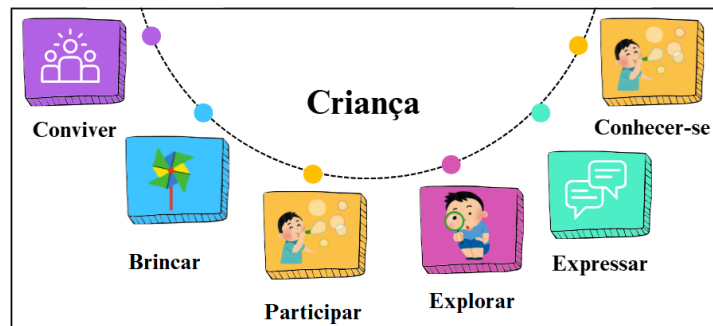 Criança
Conviver
Brincar
Participar
Explorar
Expressar
Conhecer-se